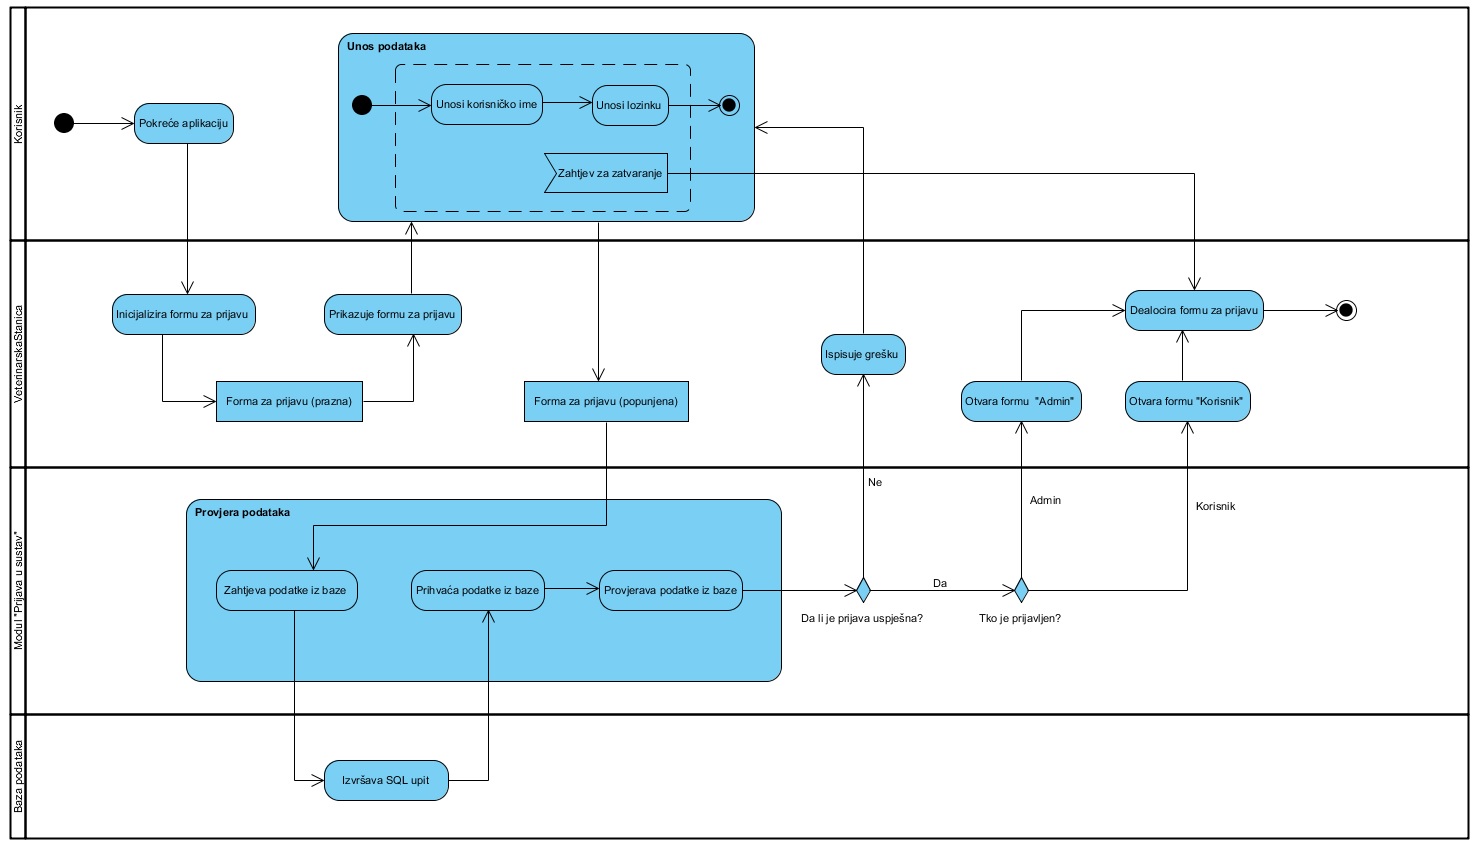 Korisnik
Unos podataka
Unosi korisničko ime
Unosi lozinku
Pokreće aplikaciju
Zahtjev za zatvaranje
VeterinarskaStanica
Inicijalizira formu za prijavu
Prikazuje formu za prijavu
Dealocira formu za prijavu
Ispisuje grešku
Forma za prijavu (prazna)
Forma za prijavu (popunjena)
Otvara formu "Admin"
Otvara formu "Korisnik"
Modul "Prijava u sustav"
Ne
Admin
Korisnik
Provjera podataka
Zahtjeva podatke iz baze
Prihvaća podatke iz baze
Provjerava podatke iz baze
Da
Da li je prijava uspješna?
Tko je prijavljen?
Baza podataka
Izvršava SQL upit